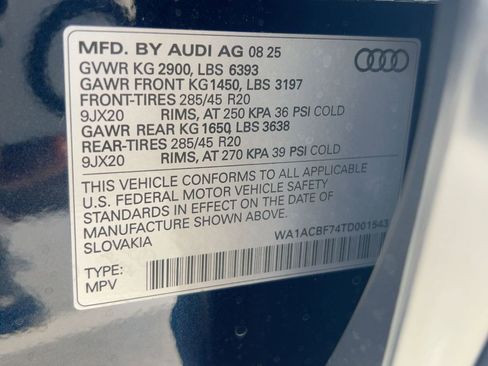 MFD. BY AUDI AG 08 25
GVWR KG 2900, LBS 6393
GAWR FRONT KG1450, LBS 3197
FRONT-TIRES 285/45 R20
9JX20 RIMS, AT 250 KPA 36 PSI COLD
GAWR REAR KG 1650, LBS 3638
REAR-TIRES 285/45 R20
9JX20 RIMS, AT 270 KPA 39 PSI COLD
THIS VEHICLE CONFORMS TO ALL APPLICABLE
U.S. FEDERAL MOTOR VEHICLE SAFETY
STANDARDS IN EFFECT ON THE DATE OF
MANUFACTURE SHOWN ABOVE.
SLOVAKIA WA1ACBF74TD001543
TYPE:
MPV